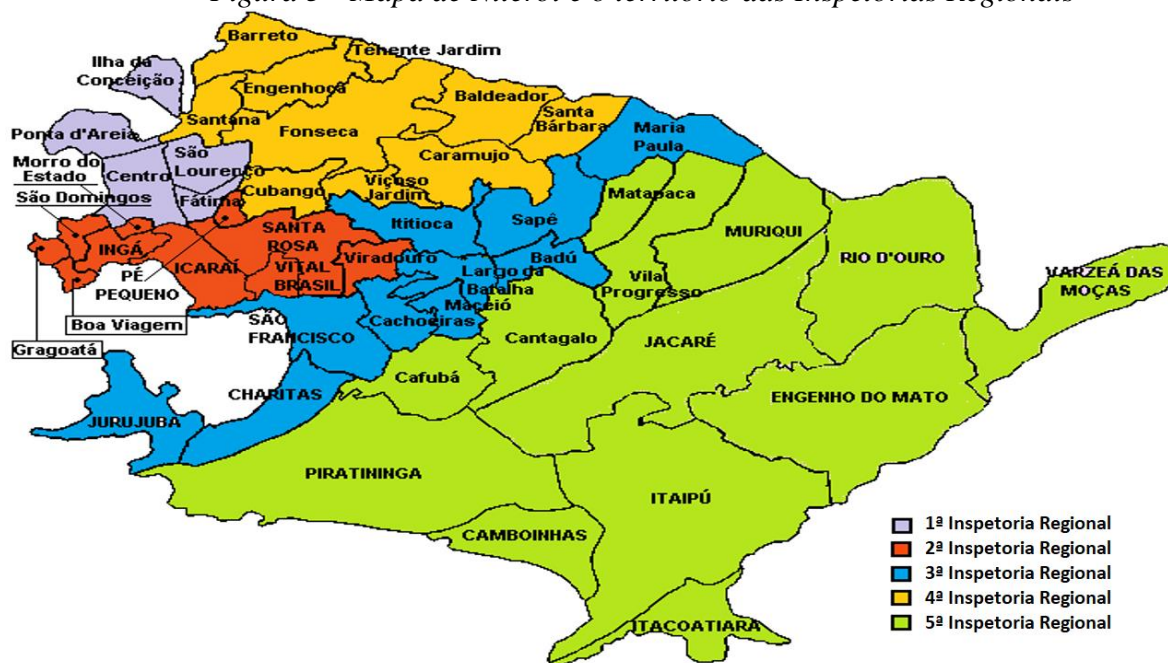 Figura 3 - Mapa de Niterói e o território das Inspetorias Regionais
Barreto
Tenente Jardim
Ilha da
Conceição
Engenhoca
Baldeador
Santana
Santa
Bárbara
Fonseca
Ponta d'Areia
Maria
Paula
São
Lourenço
Morro do
Estado
Caramujo
Centro
Viçoso
Jardim
Cubango
Matapaca
São Domingos
Fátima
Ititioca
Sapê
SANTA
ROSA
MURIQUI
INGÁ
Viradouro
Badú
RIO D'OURO
ICARAÍ
VITAL
BRASIL
Largo da
Batalha
Vila
Progresso
VARZEÁ DAS
MOÇAS
PÉ
PEQUENO
Maceió
Boa Viagem
SÃO
FRANCISCO
Cachoeiras
Cantagalo
JACARÉ
Gragoatá
Cafubá
CHARITAS
ENGENHO DO MATO
JURUJUBA
PIRATININGA
ITAIPÚ
CAMBOINHAS
ITACOATIARA
1ª Inspetoria Regional
2ª Inspetoria Regional
3ª Inspetoria Regional
4ª Inspetoria Regional
5ª Inspetoria Regional